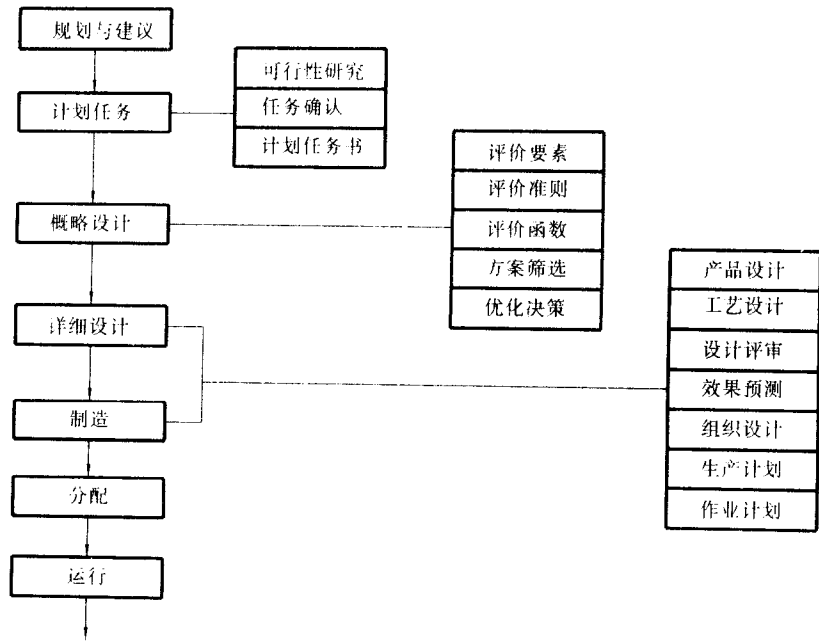 规划与建议
计划任务
可行性研究
任务确认
计划任务书
概略设计
评价要素
评价准则
评价函数
方案筛选
优化决策
详细设计
制造
产品设计
工艺设计
设计评审
效果预测
组织设计
生产计划
作业计划
分配
运行